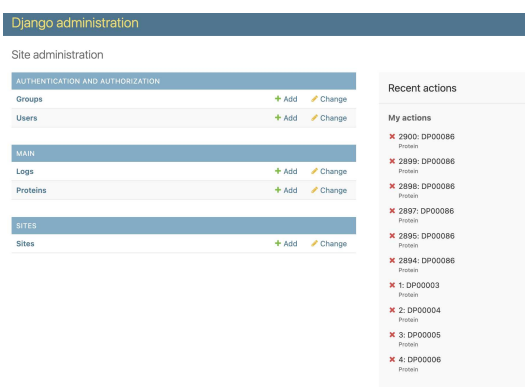 Django administration
Site administration
AUTHENTICATION AND AUTHORIZATION
Groups Add Change
Users Add Change
MAIN
Logs Add Change
Proteins Add Change
SITES
Sites Add Change
Recent actions
My actions
2900: DP00086
Protein
2899: DP00086
Protein
2898: DP00086
Protein
2897: DP00086
Protein
2895: DP00086
Protein
2894: DP00086
Protein
1: DP00003
Protein
2: DP00004
Protein
3: DP00005
Protein
4: DP00006
Protein